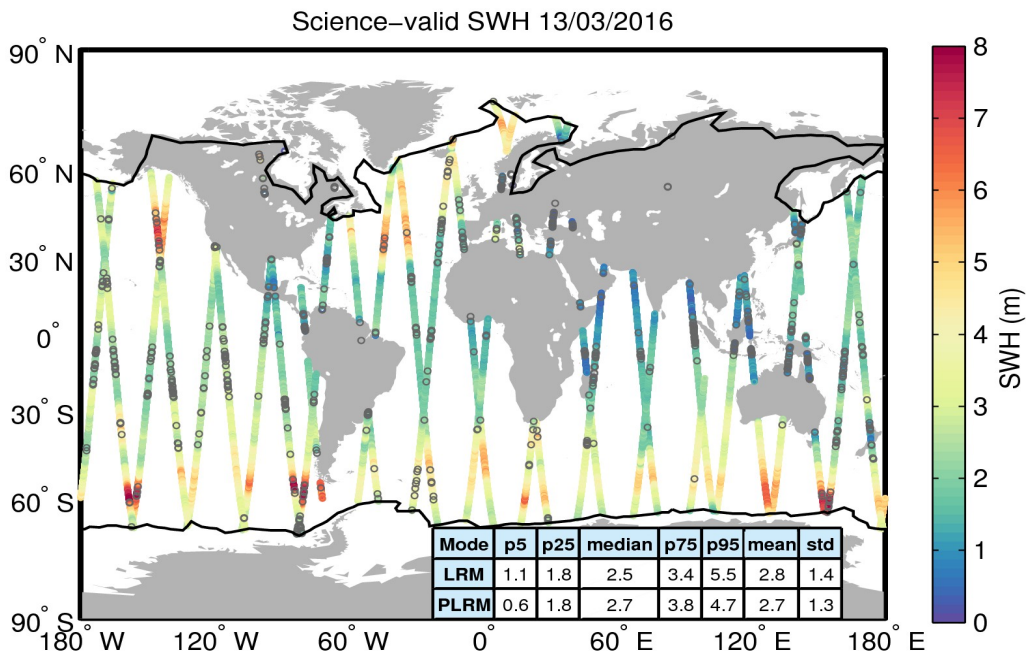 Science−valid SWH 13/03/2016
90° N
60° N
30° N
0°
30° S
60° S
90° S
180° W
120° W
60° W
0°
60° E
120° E
180° E
Mode p5 p25 median p75 p95 mean std
LRM 1.1 1.8 2.5 3.4 5.5 2.8 1.4
PLRM 0.6 1.8 2.7 3.8 4.7 2.7 1.3
8
7
6
5
4
3
2
1
0
SWH (m)